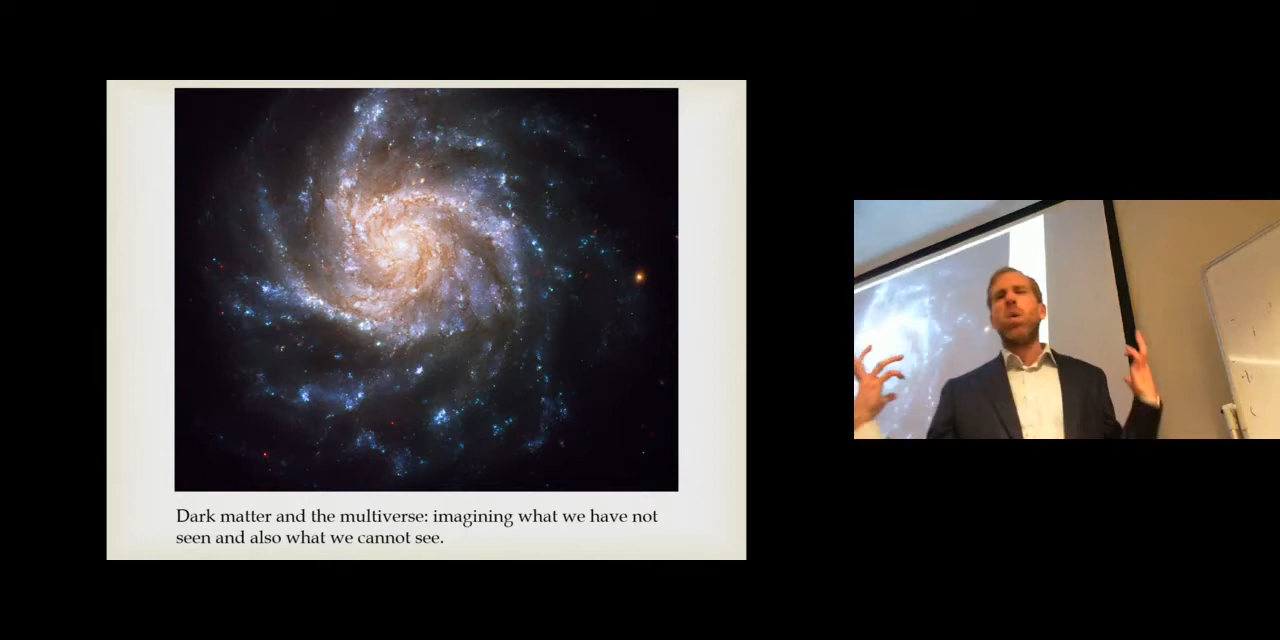 Dark matter and the multiverse: imagining what we have not
seen and also what we cannot see.